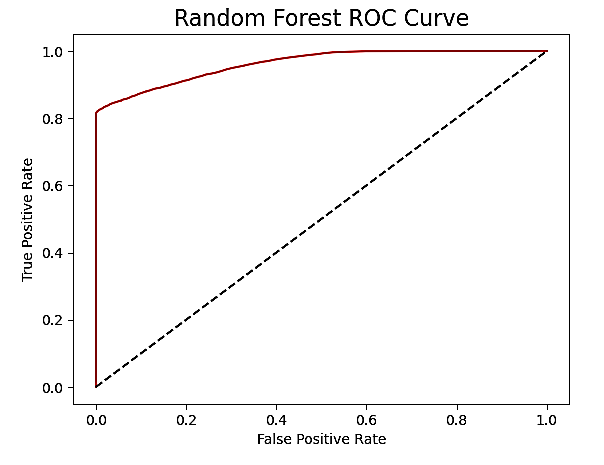 Random Forest ROC Curve
True Positive Rate
1.0
0.8
0.6
0.4
0.2
0.0
0.0 0.2 0.4 0.6 0.8 1.0
False Positive Rate